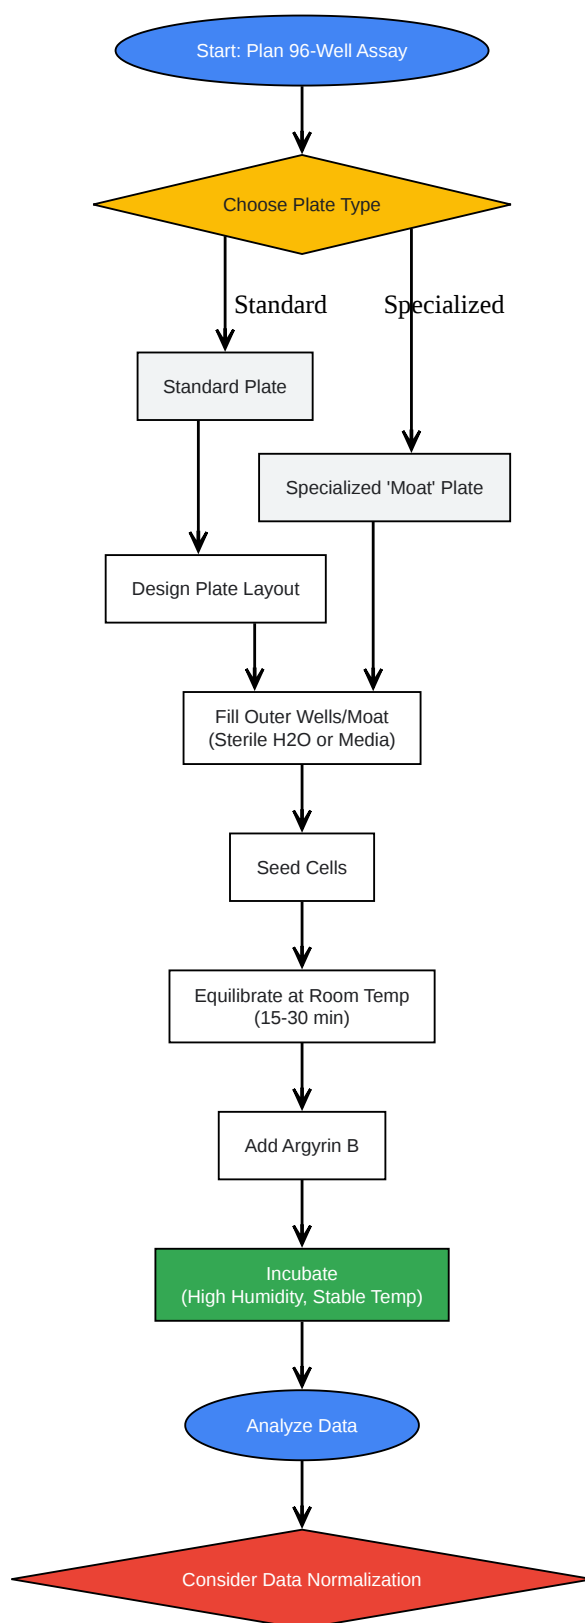 Start: Plan 96-Well Assay
Choose Plate Type
Standard
Specialized
Standard Plate
Specialized 'Moat' Plate
Design Plate Layout
Fill Outer Wells/Moat
(Sterile H2O or Media)
Seed Cells
Equilibrate at Room Temp
(15-30 min)
Add Argyrin B
Incubate
(High Humidity, Stable Temp)
Analyze Data
Consider Data Normalization